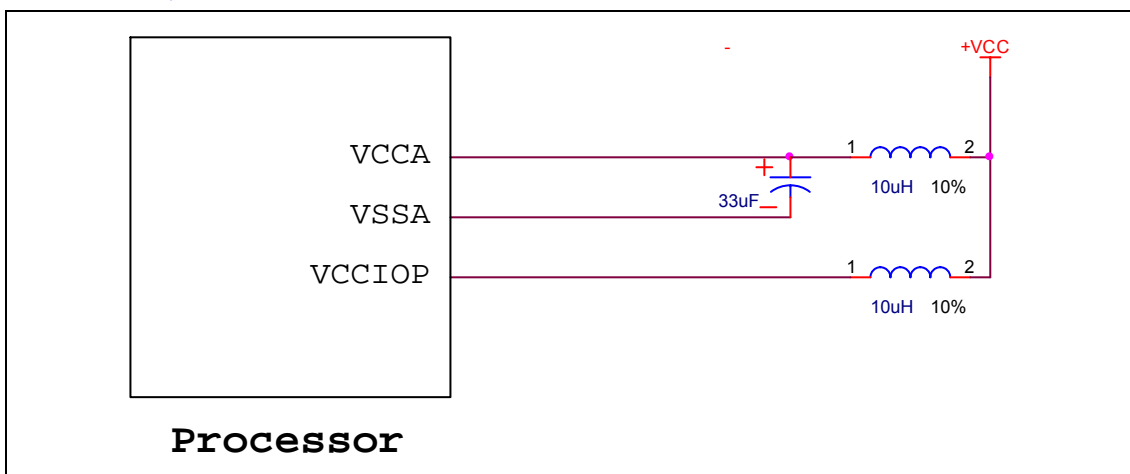 -
+VCC
VCCA
1
2
+
10uH 10%
33uF
−
VSSA
VCCIOP
1
2
10uH 10%
Processor